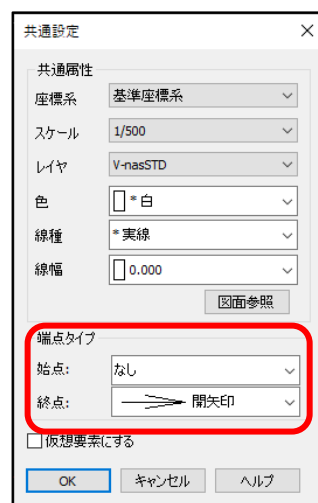 共通設定
共通属性
座標系 基準座標系
スケール 1/500
レイヤ V-nasSTD
色 * 白
線種 * 実線
線幅 0.000
図面参照
端点タイプ
始点: なし
終点: 開矢印
仮想要素にする
OK キャンセル ヘルプ